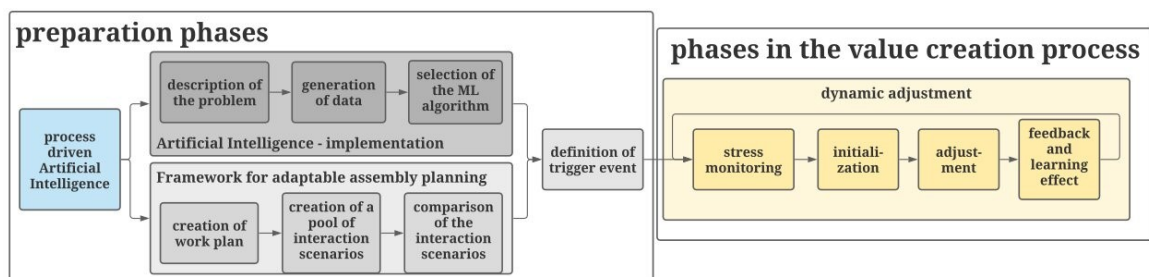 preparation phases
process
driven
Artificial
Intelligence
description of
the problem
generation
of data
selection of
the ML
algorithm
Artificial Intelligence - implementation
Framework for adaptable assembly planning
creation of
work plan
creation of a
pool of
interaction
scenarios
comparison
of the
interaction
scenarios
definition of
trigger event
phases in the value creation process
dynamic adjustment
stress
monitoring
initiali-
zation
adjust-
ment
feedback
and
learning
effect